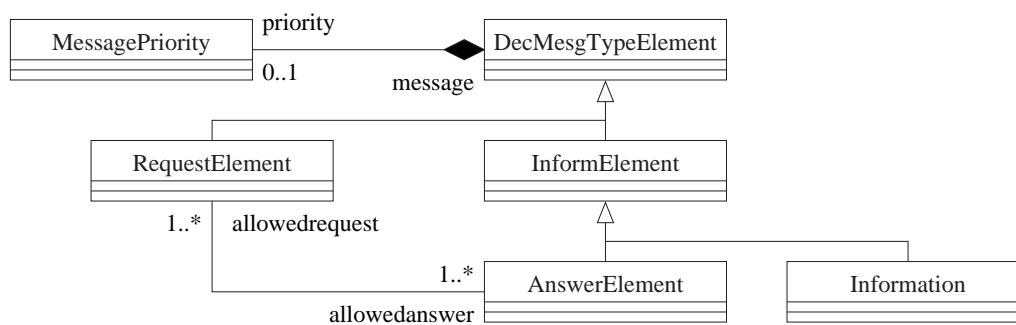 priority
MessagePriority
DecMesgTypeElement
0..1
message
RequestElement
InformElement
1..*
allowedrequest
1..*
AnswerElement
Information
allowedanswer